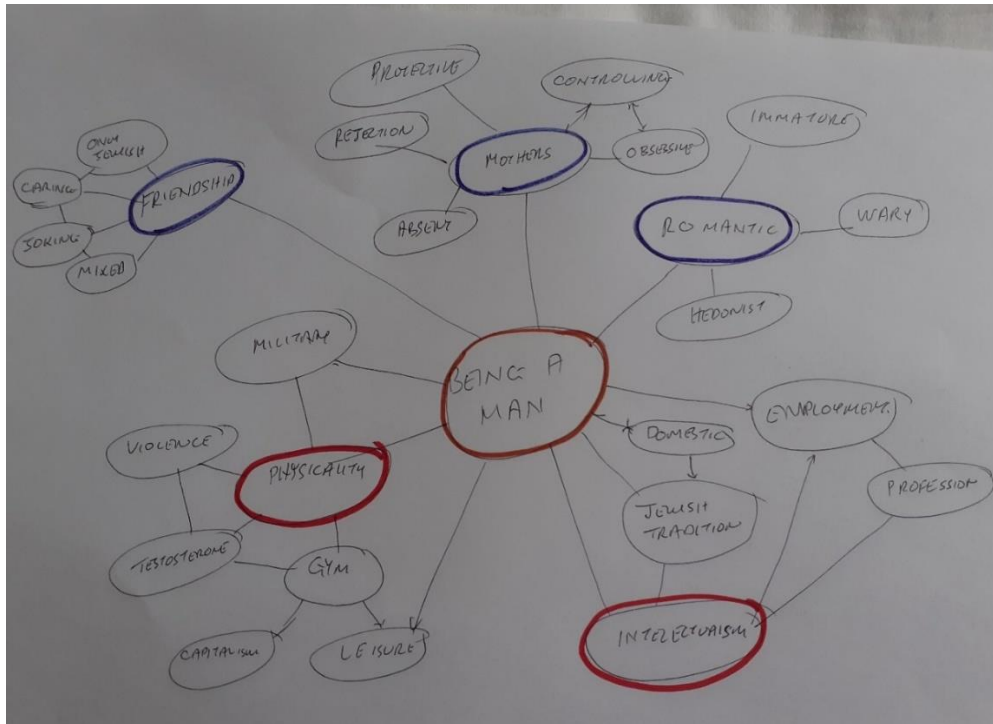 PROTECTIVE
CONTROLLING
IMMATURE
REJECTION
MOTHERS
OBSESSIVE
ONLY
JEWISH
CARING
FRIENDSHIP
JOKING
MIXED
ABSENT
ROMANTIC
WARY
HEDONIST
MILITARY
BEING A
MAN
EMPLOYMENT
DOMESTIC
VIOLENCE
PHYSICALITY
PROFESSION
JEWISH
TRADITION
TESTOSTERONE
GYM
INTELECTUAISM
CAPITALISM
LEISURE